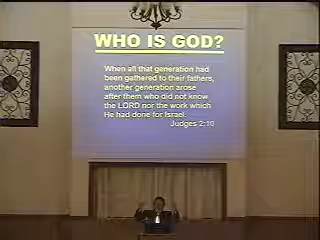 WHO IS GOD?
When all that generation had
been gathered to their fathers,
another generation arose
after them who did not know
the LORD nor the work which
He had done for Israel.
Judges 2:10